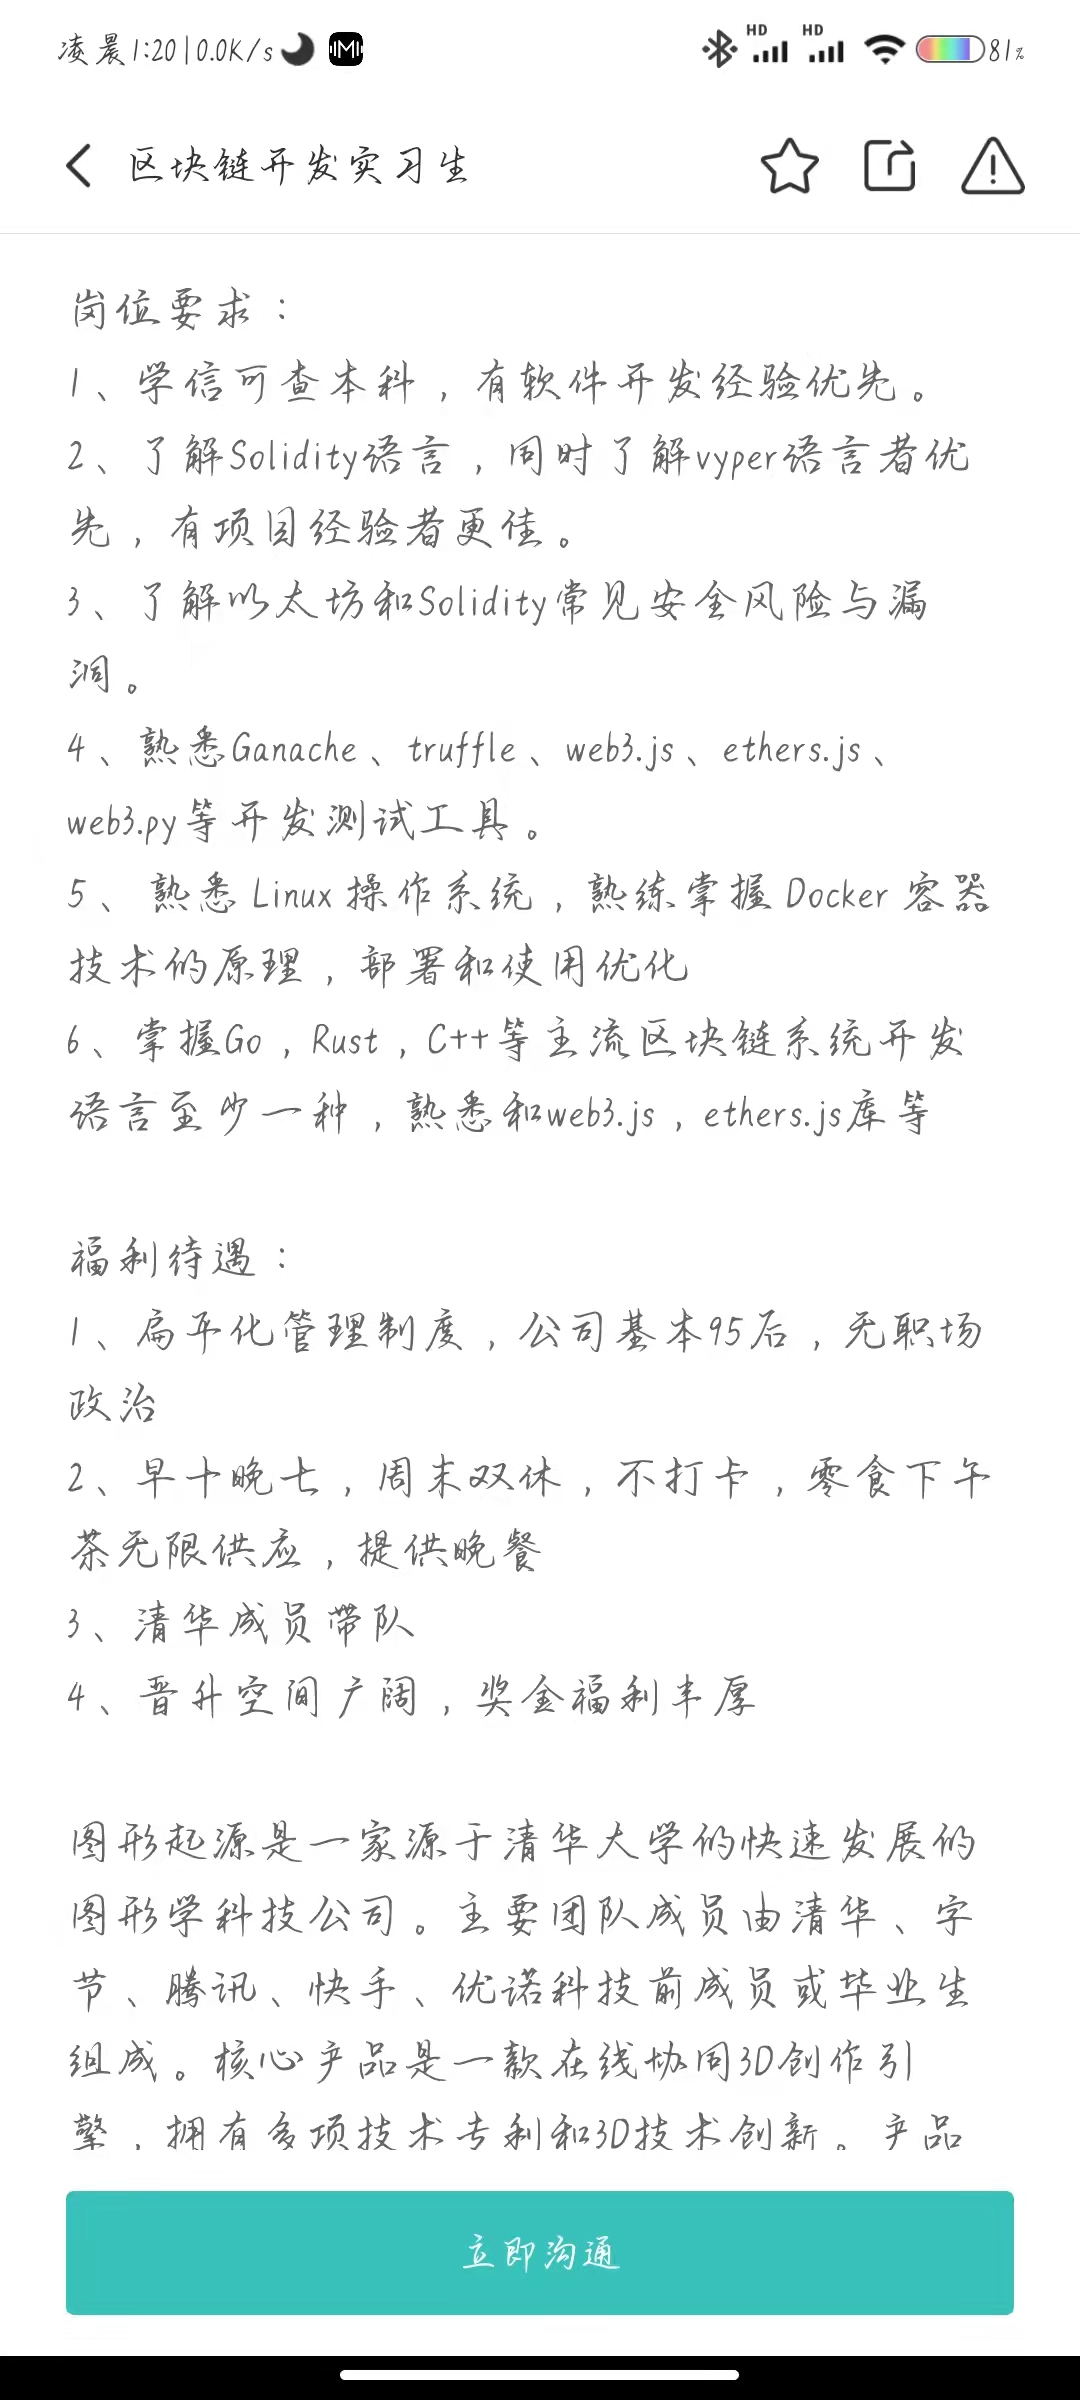 凌晨1:20|0.0K/s
HD HD 81%
区块链开发实习生
岗位要求：
1、学信可查本科，有软件开发经验优先。
2、了解Solidity语言，同时了解vyper语言者优
先，有项目经验者更佳。
3、了解以太坊和Solidity常见安全风险与漏
洞。
4、熟悉Ganache、truffle、web3.js、ethers.js、
web3.py等开发测试工具。
5、 熟悉 Linux 操作系统，熟练掌握 Docker 容器
技术的原理，部署和使用优化
6、掌握Go，Rust，C++等主流区块链系统开发
语言至少一种，熟悉和web3.js，ethers.js库等
福利待遇：
1、扁平化管理制度，公司基本95后，无职场
政治
2、早十晚七，周末双休，不打卡，零食下午
茶无限供应，提供晚餐
3、清华成员带队
4、晋升空间广阔，奖金福利丰厚
图形起源是一家源于清华大学的快速发展的
图形学科技公司。主要团队成员由清华、字
节、腾讯、快手、优诺科技前成员或毕业生
组成。核心产品是一款在线协同3D创作引
擎，拥有多项技术专利和3D技术创新。产品
立即沟通